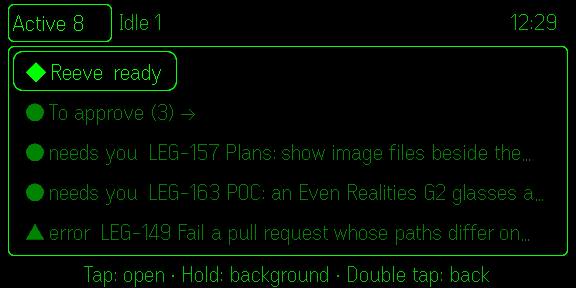 Active 8 Idle 1 12:29
Reeve ready
To approve (3) →
needs you LEG-157 Plans: show image files beside the…
needs you LEG-163 POC: an Even Realities G2 glasses a…
error LEG-149 Fail a pull request whose paths differ on…
Tap: open · Hold: background · Double tap: back